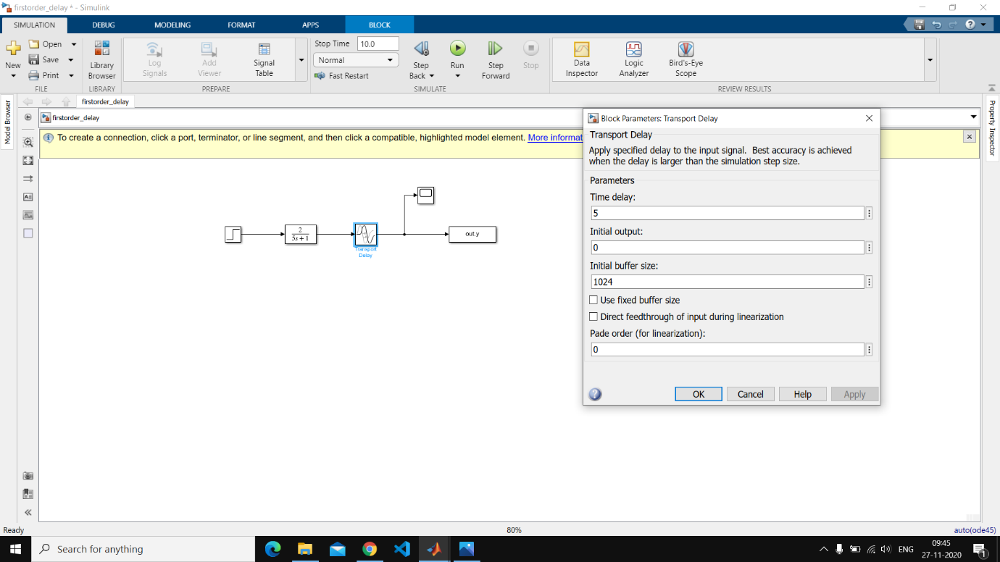 firstorder_delay * - Simulink
SIMULATION DEBUG MODELING FORMAT APPS BLOCK
New
Open
Save
Print
FILE
Library
Browser
LIBRARY
Log
Signals
Add
Viewer
Signal
Table
PREPARE
Stop Time 10.0
Normal
Fast Restart
Step
Back
Run
Step
Forward
Stop
SIMULATE
Data
Inspector
Logic
Analyzer
Bird's-Eye
Scope
REVIEW RESULTS
Model Browser
firstorder_delay
firstorder_delay
Property Inspector
To create a connection, click a port, terminator, or line segment, and then click a compatible, highlighted model element. More informat
2
5s + 1
Transport
Delay
out.y
Block Parameters: Transport Delay
Transport Delay
Apply specified delay to the input signal. Best accuracy is achieved
when the delay is larger than the simulation step size.
Parameters
Time delay:
5
Initial output:
0
Initial buffer size:
1024
Use fixed buffer size
Direct feedthrough of input during linearization
Pade order (for linearization):
0
OK Cancel Help Apply
Ready 80% auto(ode45)
Search for anything
ENG
09:45
27-11-2020
1